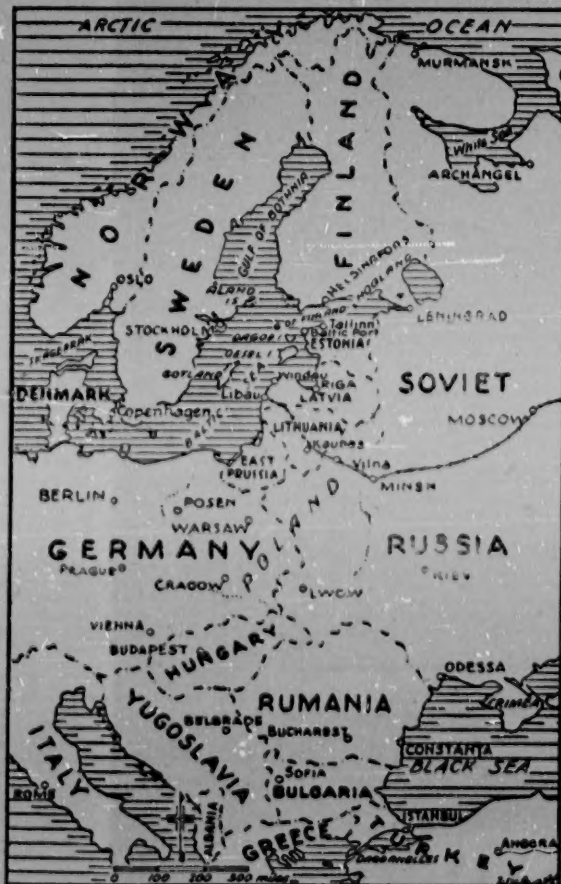 ARCTIC OCEAN
MURMANSK
White Sea
ARCHANGEL
NORWAY
SWEDEN
FINLAND
GULF OF BOTHNIA
ALAND IS.
HELSINGFORS
HOGLAND
OSLO
STOCKHOLM
G. OF FINLAND
LENINGRAD
Tallinn
DAGOE I.
Baltic Port
ESTONIA
SKAGERRAK
OESEL I.
GOTLAND
Windau
RIGA
SOVIET
DENMARK
Libau
LATVIA
Copenhagen
MOSCOW
BALTIC SEA
LITHUANIA
Kaunas
Vilna
EAST PRUSSIA
MINSK
BERLIN
POSEN
WARSAW
POLAND
GERMANY
RUSSIA
PRAGUE
KIEV
CRACOW
LWOW
VIENNA
BUDAPEST
HUNGARY
ODESSA
CRIMEA
RUMANIA
YUGOSLAVIA
BELGRADE
BUCHAREST
ITALY
CONSTANTA
BLACK SEA
ROME
SOFIA
BULGARIA
ALBANIA
ISTANBUL
GREECE
TURKEY
DARDANELLES
ANGORA
0 100 200 300 miles